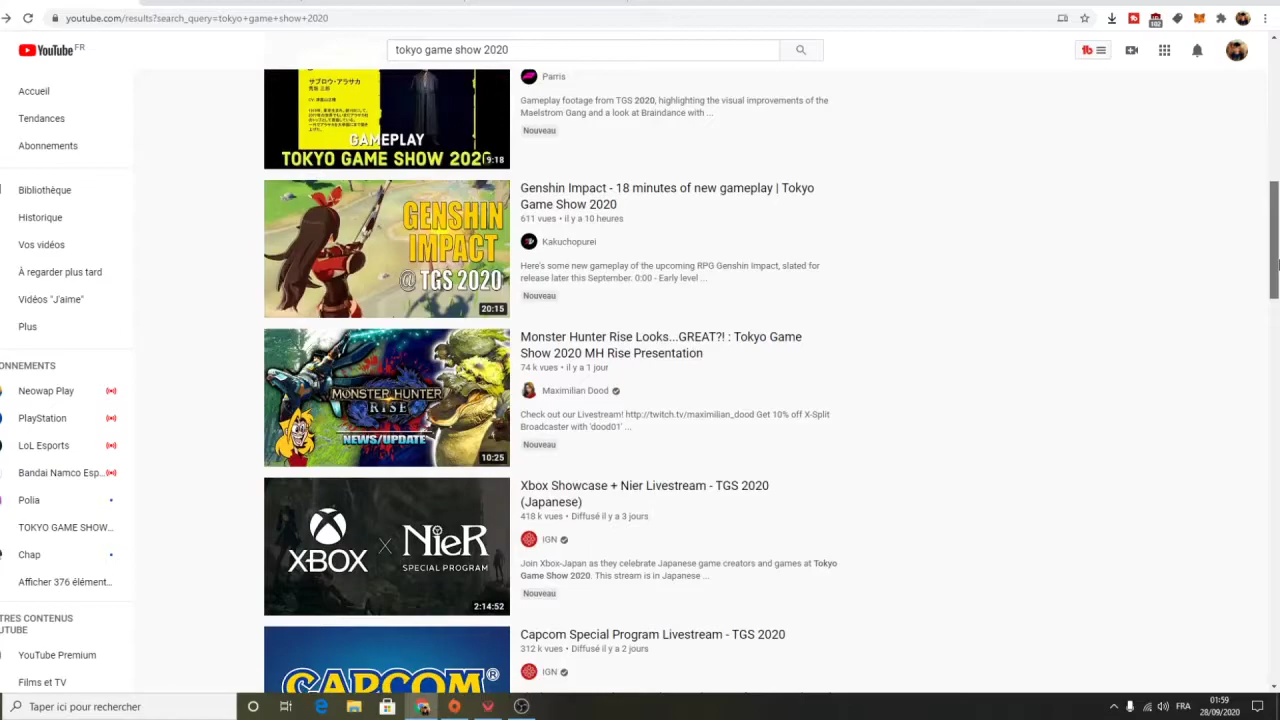 youtube.com/results?search_query=tokyo+game+show+2020
102
YouTube FR
tokyo game show 2020
Accueil
Tendances
Abonnements
Bibliothèque
Historique
Vos vidéos
À regarder plus tard
Vidéos "J'aime"
Plus
ONNEMENTS
Neowap Play
PlayStation
LoL Esports
Bandai Namco Esp...
Polia
TOKYO GAME SHOW...
Chap
Afficher 376 élément...
TRES CONTENUS
UTUBE
YouTube Premium
Films et TV
サブロウ・アラサカ
GAMEPLAY
TOKYO GAME SHOW 202
9:18
Parris
Gameplay footage from TGS 2020, highlighting the visual improvements of the
Maelstrom Gang and a look at Braindance with ...
Nouveau
GENSHIN
IMPACT
@ TGS 2020
20:15
Genshin Impact - 18 minutes of new gameplay | Tokyo
Game Show 2020
611 vues • il y a 10 heures
Kakuchopurei
Here's some new gameplay of the upcoming RPG Genshin Impact, slated for
release later this September. 0:00 - Early level ...
Nouveau
MONSTER HUNTER
RISE
NEWS/UPDATE
10:25
Monster Hunter Rise Looks...GREAT?! : Tokyo Game
Show 2020 MH Rise Presentation
74 k vues • il y a 1 jour
Maximilian Dood
Check out our Livestream! http://twitch.tv/maximilian_dood Get 10% off X-Split
Broadcaster with 'dood01' ...
Nouveau
XBOX X NieR
SPECIAL PROGRAM
2:14:52
Xbox Showcase + Nier Livestream - TGS 2020
(Japanese)
418 k vues • Diffusé il y a 3 jours
IGN
Join Xbox-Japan as they celebrate Japanese game creators and games at Tokyo
Game Show 2020. This stream is in Japanese ...
Nouveau
CAPCOM
Capcom Special Program Livestream - TGS 2020
312 k vues • Diffusé il y a 2 jours
IGN
Taper ici pour rechercher
FRA
01:59
28/09/2020